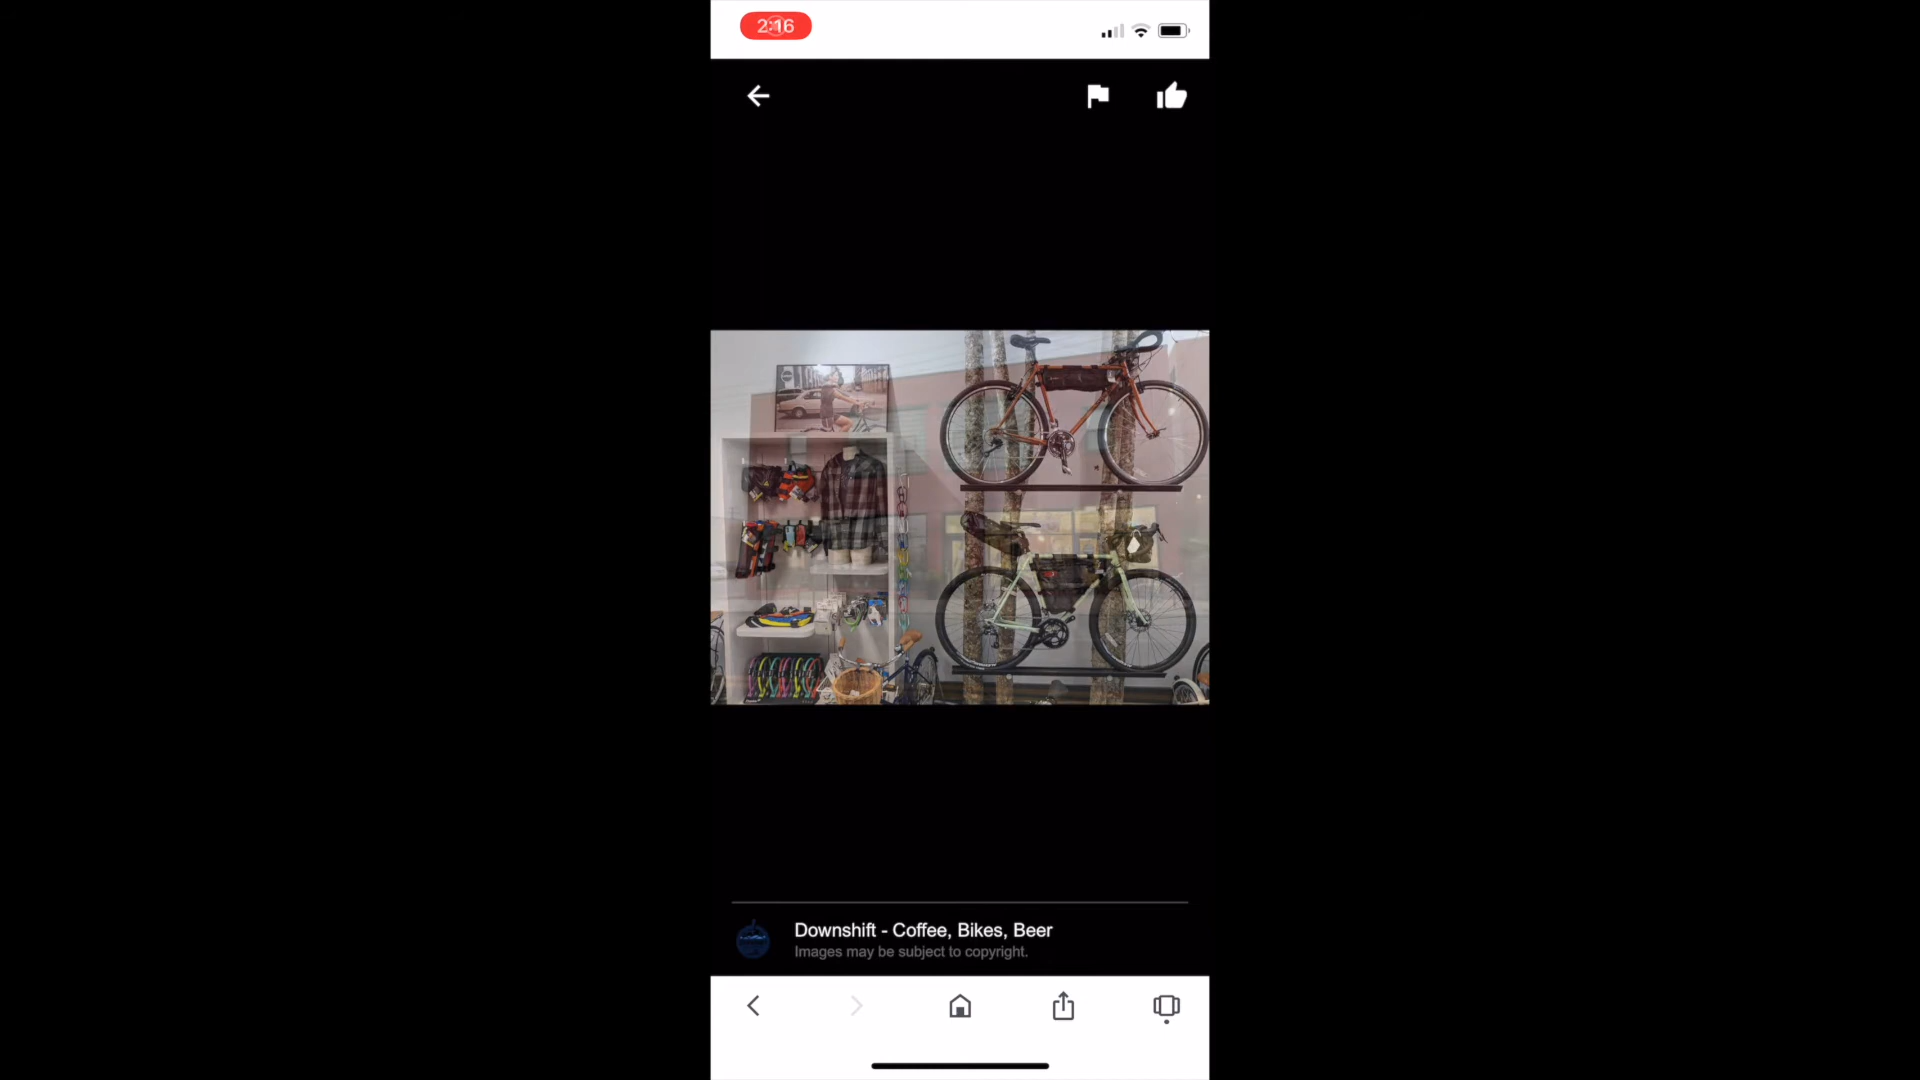 2:16
Downshift - Coffee, Bikes, Beer
Images may be subject to copyright.